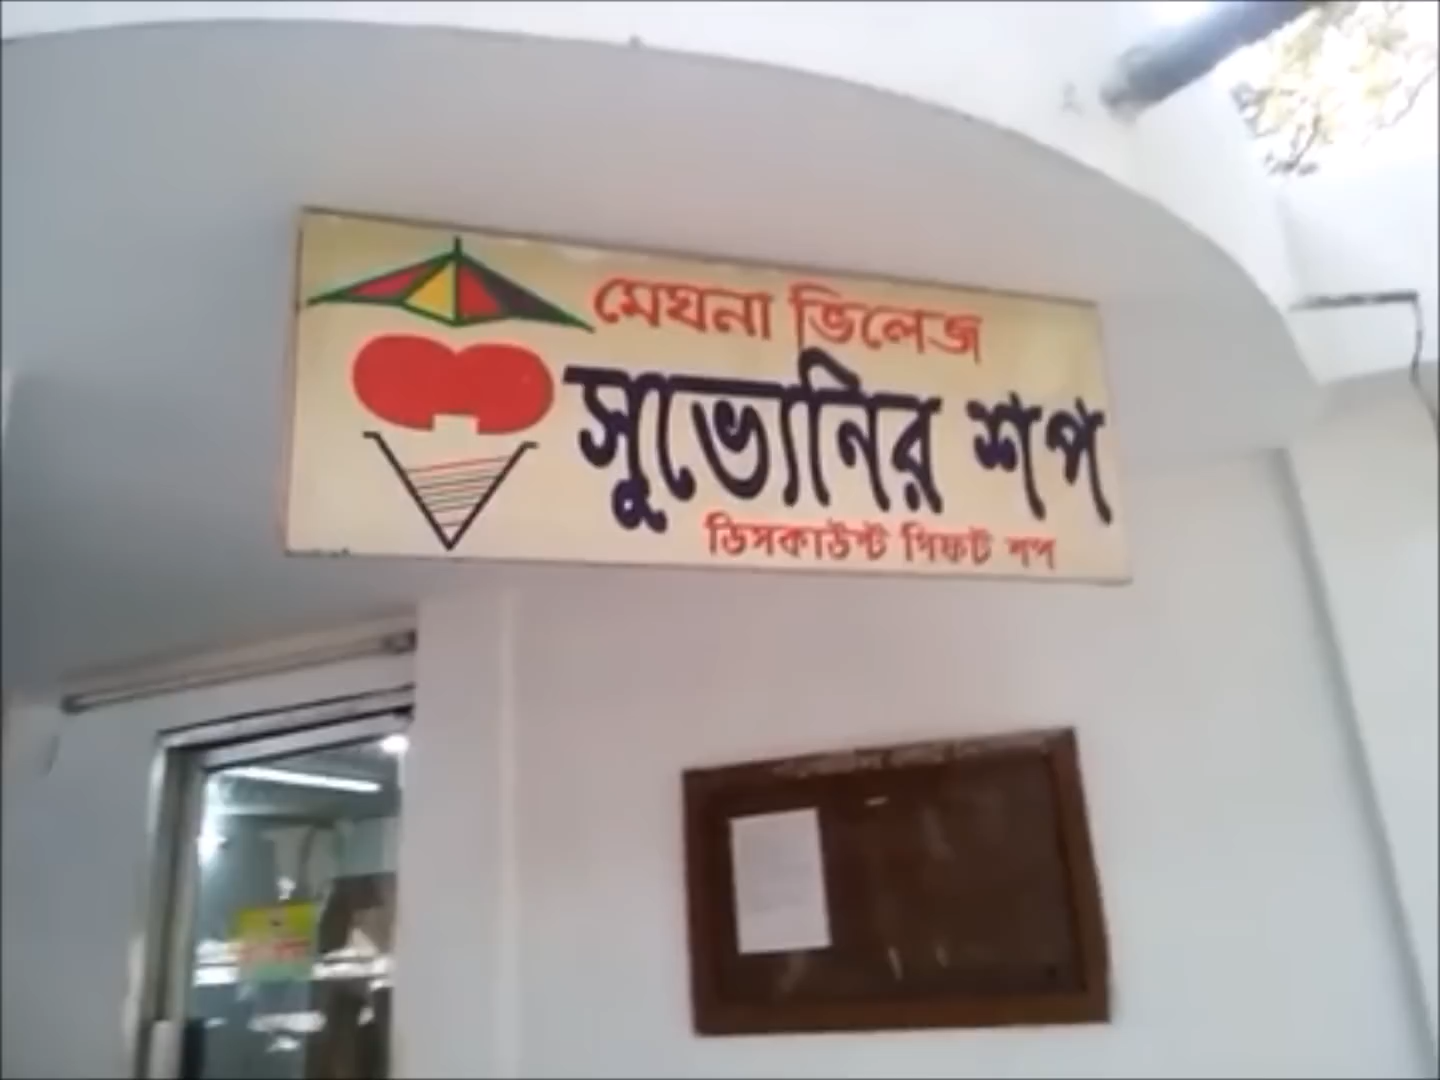 মেঘনা ভিলেজ
সুভ্যেনির শপ
ডিসকাউন্ট গিফট শপ